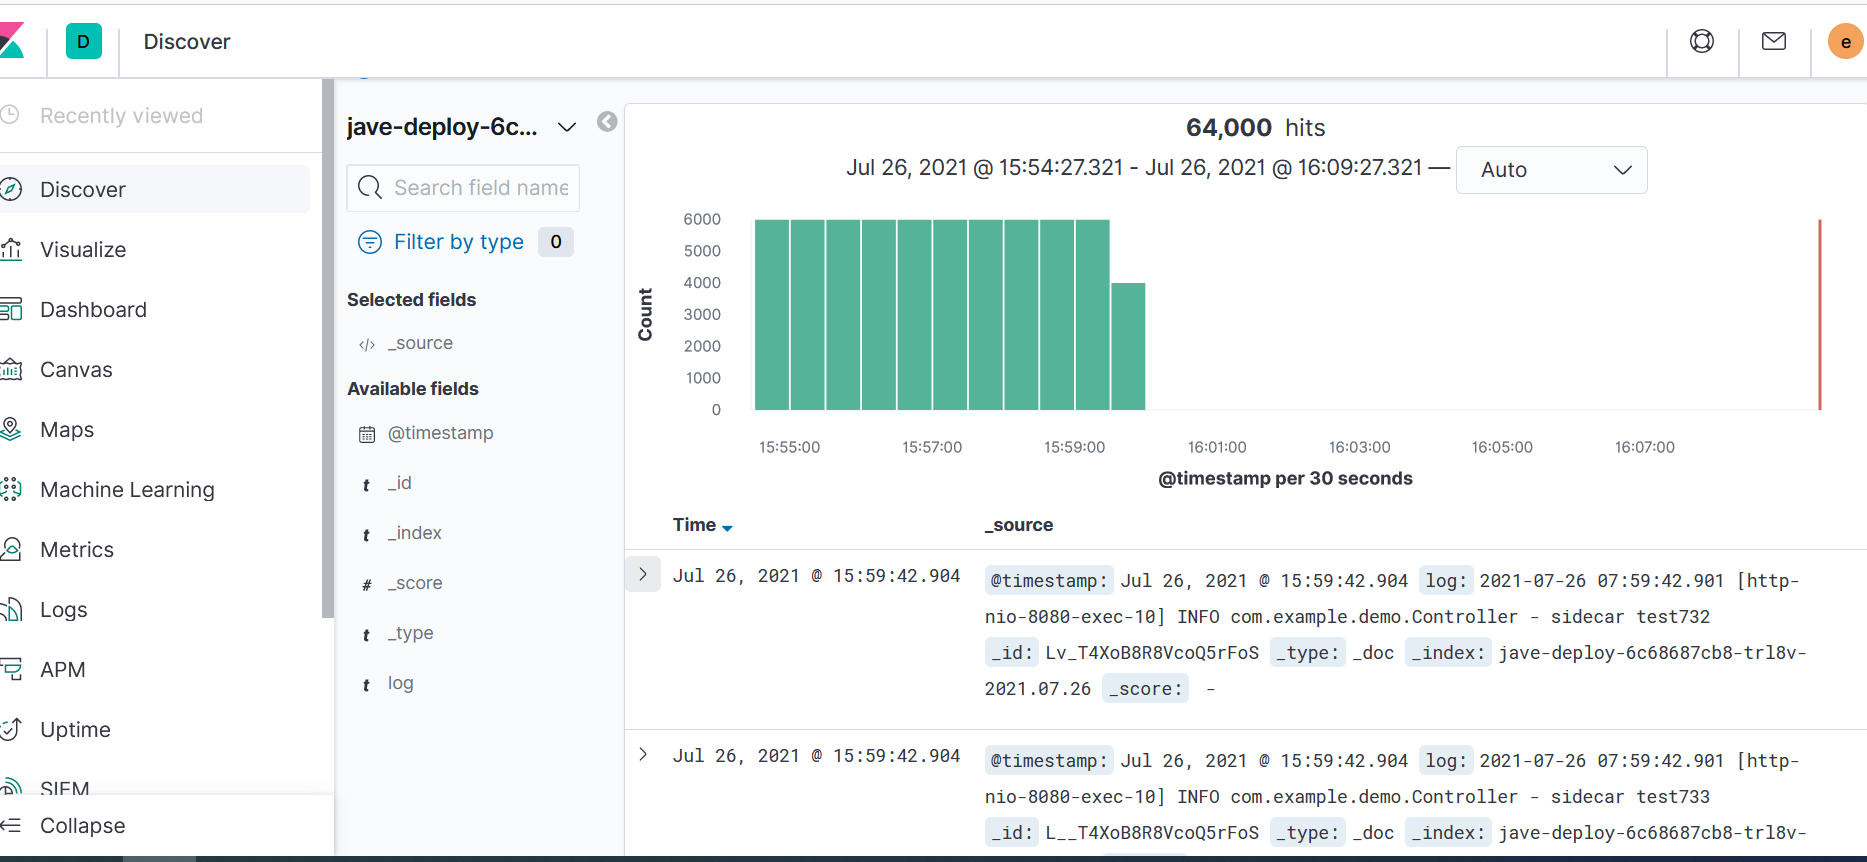 D
Discover
e
Recently viewed
Discover
Visualize
Dashboard
Canvas
Maps
Machine Learning
Metrics
Logs
APM
Uptime
SIEM
Collapse
jave-deploy-6c...
Search field name
Filter by type 0
Selected fields
</> _source
Available fields
@timestamp
t _id
t _index
# _score
t _type
t log
64,000 hits
Jul 26, 2021 @ 15:54:27.321 - Jul 26, 2021 @ 16:09:27.321 — Auto
Count
6000
5000
4000
3000
2000
1000
0
15:55:00 15:57:00 15:59:00 16:01:00 16:03:00 16:05:00 16:07:00
@timestamp per 30 seconds
Time _source
Jul 26, 2021 @ 15:59:42.904 @timestamp: Jul 26, 2021 @ 15:59:42.904 log: 2021-07-26 07:59:42.901 [http-
nio-8080-exec-10] INFO com.example.demo.Controller - sidecar test732
_id: Lv_T4XoB8R8VcoQ5rFoS _type: _doc _index: jave-deploy-6c68687cb8-trl8v-
2021.07.26 _score: -
Jul 26, 2021 @ 15:59:42.904 @timestamp: Jul 26, 2021 @ 15:59:42.904 log: 2021-07-26 07:59:42.901 [http-
nio-8080-exec-10] INFO com.example.demo.Controller - sidecar test733
_id: L__T4XoB8R8VcoQ5rFoS _type: _doc _index: jave-deploy-6c68687cb8-trl8v-